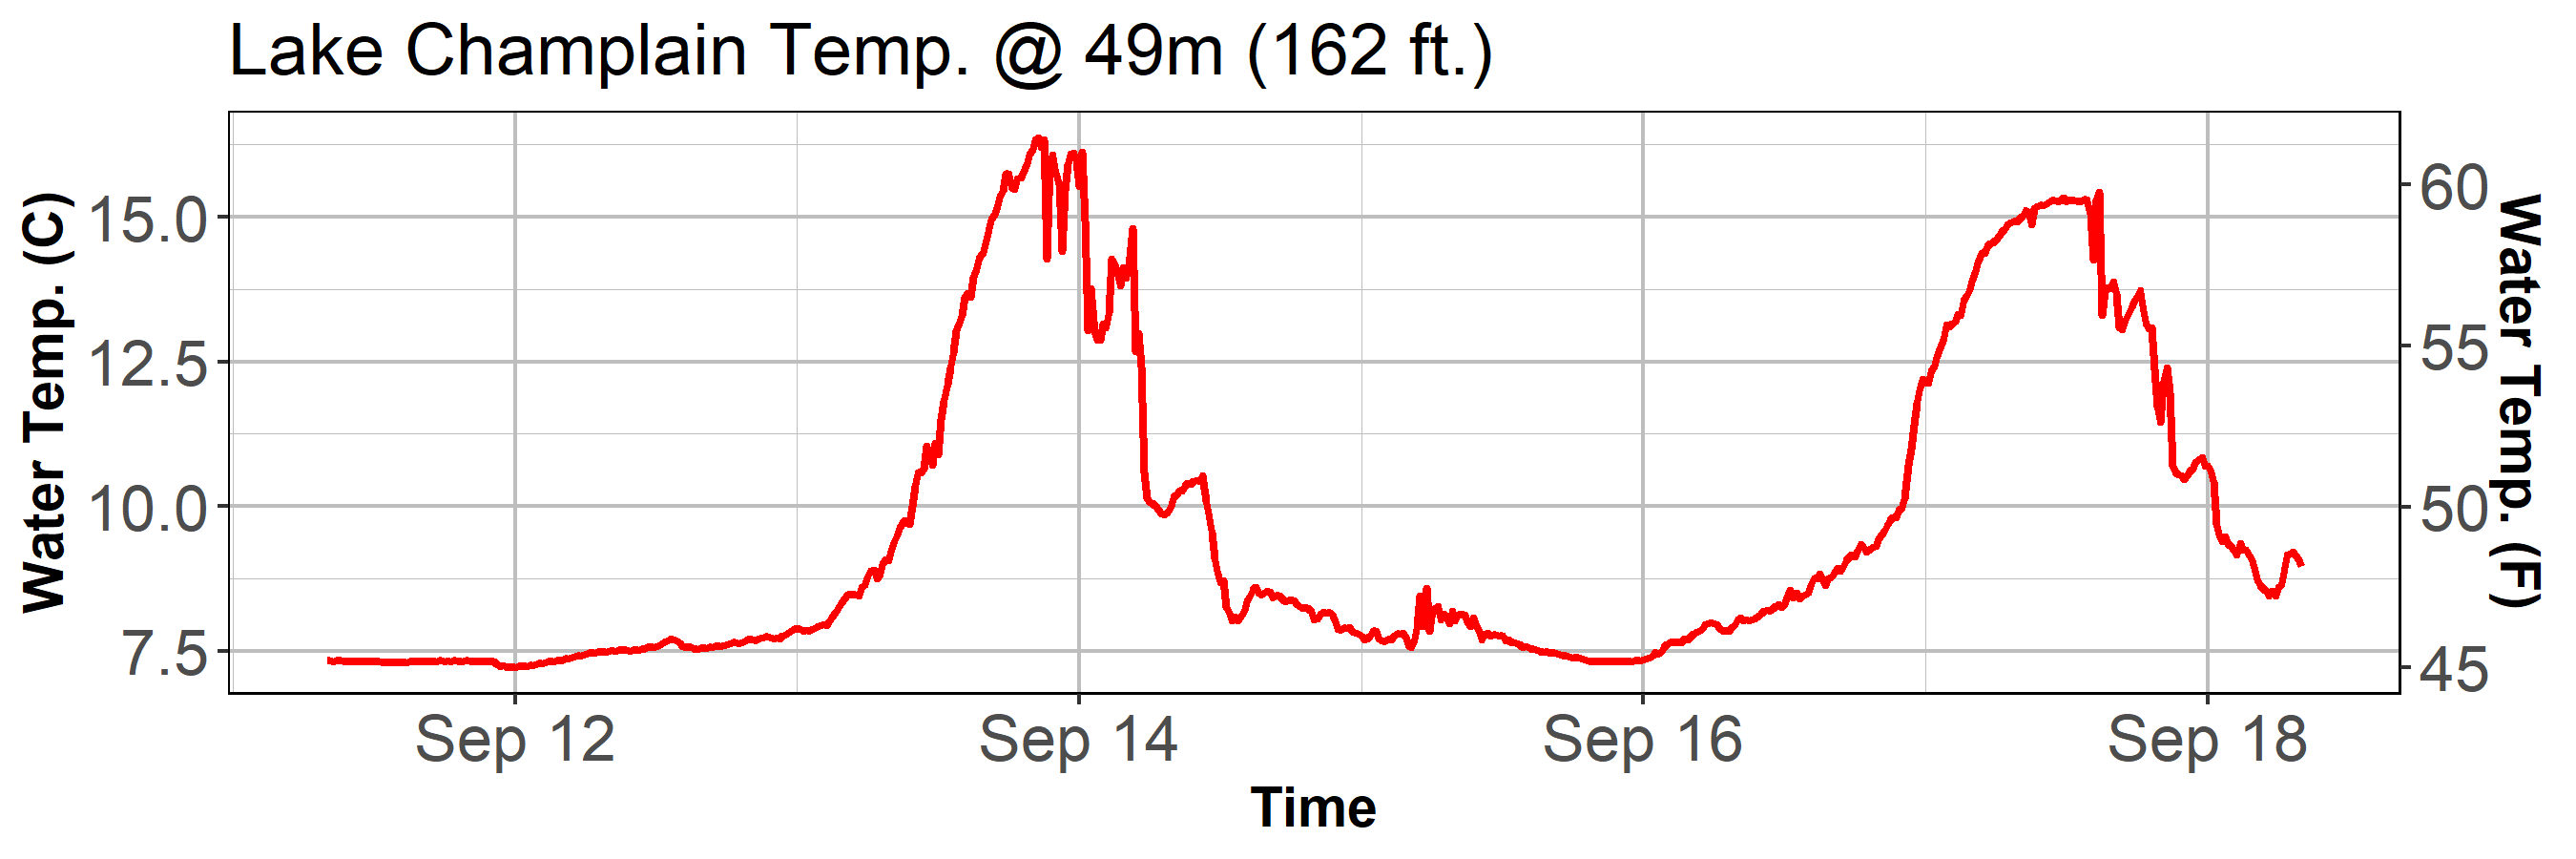 Lake Champlain Temp. @ 49m (162 ft.)
Water Temp. (C)
15.0
12.5
10.0
7.5
60
55
50
45
Water Temp. (F)
Sep 12
Sep 14
Sep 16
Sep 18
Time